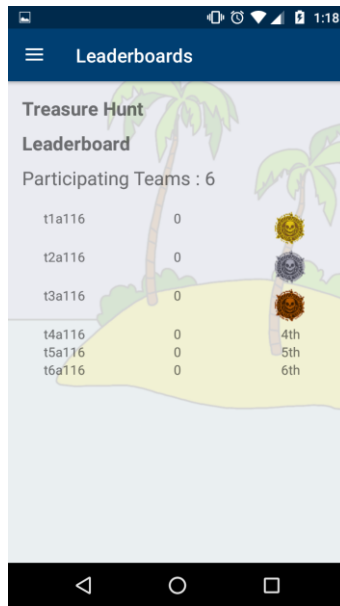 1:18
Leaderboards
Treasure Hunt
Leaderboard
Participating Teams : 6
t1a116 0
t2a116 0
t3a116 0
t4a116 0 4th
t5a116 0 5th
t6a116 0 6th